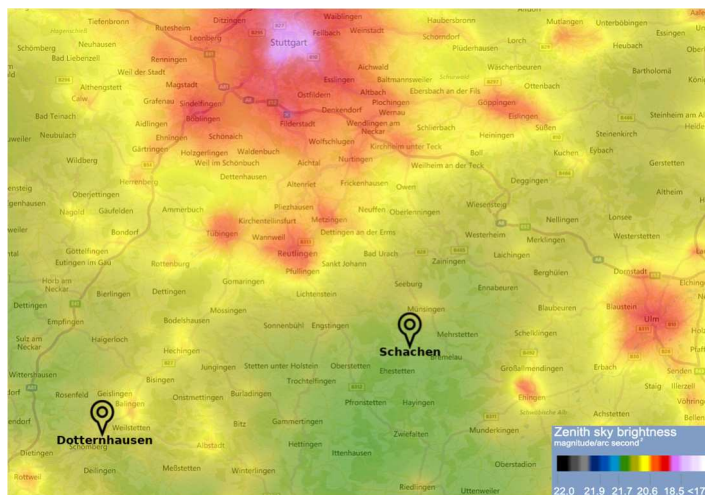 Tiefenbronn Rutesheim Ditzingen Waiblingen Haubersbronn
Schömberg Neuhausen Leonberg Feilbach Weinstadt Schorndorf Lorch Mutlangen Unterböbingen Essingen
Bad Liebenzell Renningen Stuttgart Plüderhausen Heubach
Weil der Stadt Aichwald Wäschenbeuren Bartholomä
Althengstett Magstadt Esslingen Baltmannsweiler Ottenbach
Calw Grafenau Sindelfingen Ostfildern Altbach Ebersbach an der Fils
Bad Teinach Böblingen Denkendorf Plochingen Göppingen Eislingen Steinheim am
Aidlingen Filderstadt Wernau Süßen
Neubulach Ehningen Schönaich Wendlingen am Neckar Schlierbach Heiningen Steinenkirch
Gärtringen Holzgerlingen Waldenbuch Wolfschlugen Kirchheim unter Teck
Wildberg Weil im Schönbuch Aichtal Nürtingen Boll Kuchen Eybach
Herrenberg Dettenhausen Weilheim an der Teck Gerstetten
Oberjettingen Altenriet Frickenhausen Owen Deggingen Altheim
Nagold Gäufelden Ammerbuch Pliezhausen Neuffen Oberlenningen Wiesensteig
Bondorf Kirchentellinsfurt Metzingen Nellingen Lonsee
Tübingen Wannweil Dettingen an der Erms Westerheim Merklingen Westerstetten
Göttelfingen Reutlingen Bad Urach Laichingen
Eutingen im Gäu Rottenburg Pfullingen Sankt Johann Zainingen Dornstadt
Horb am Neckar Gomaringen Seeburg Ennabeuren Berghülen
Dettingen Bierlingen Dettingen Lichtenstein Blaubeuren Blaustein
Empfingen Mössingen Münsingen Ulm
Bodelshausen Sonnenbühl Engstingen Mehrstetten Schelklingen
Sulz am Neckar Haigerloch
Hechingen Schachen Bremelau
Wittershausen Jungingen Stetten unter Holstein Oberstetten Ehestetten Großallmendingen Erbach Senden
Bisingen Trochtelfingen Staig Illerzell
Rosenfeld Geislingen Onstmettingen Burladingen Pfronstetten Hayingen Ehingen
Balingen Schwäbische Alb Achstetten
Dotternhausen Weilstetten Bitz Gammertingen Zwiefalten Munderkingen
Schömberg Albstadt Hettingen
Dietingen Deilingen Meßstetten Winterlingen Ittenhausen Oberstadion
Rottweil Riedlingen Uttenweiler
Zenith sky brightness
magnitude/arc second²
22.0 21.9 21.7 20.6 18.5 <17